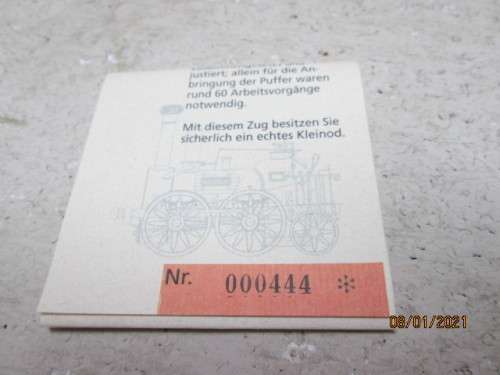 justiert; allein für die An-
bringung der Puffer waren
rund 60 Arbeitsvorgänge
notwendig.
Mit diesem Zug besitzen Sie
sicherlich ein echtes Kleinod.
Nr. 000444 *
08/01/2021